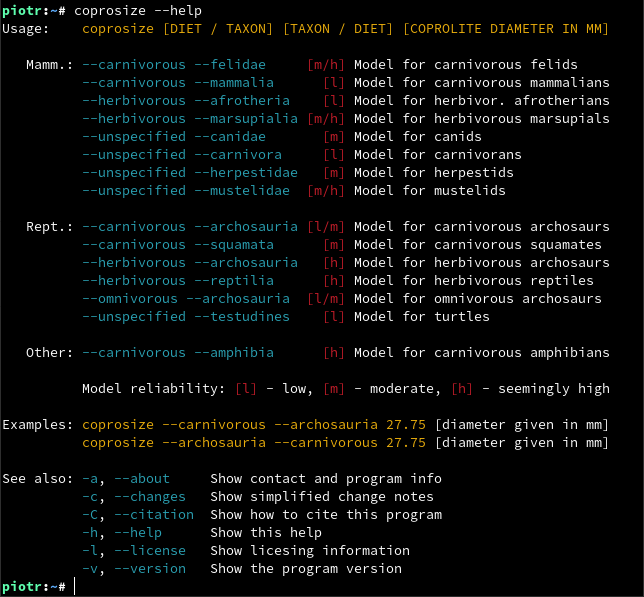 piotr:~# coprosize --help
Usage:    coprosize [DIET / TAXON] [TAXON / DIET] [COPROLITE DIAMETER IN MM]
Mamm.: --carnivorous --felidae     [m/h] Model for carnivorous felids
--carnivorous --mammalia      [l] Model for carnivorous mammalians
--herbivorous --afrotheria    [l] Model for herbivor. afrotherians
--herbivorous --marsupialia [m/h] Model for herbivorous marsupials
--unspecified --canidae       [m] Model for canids
--unspecified --carnivora     [l] Model for carnivorans
--unspecified --herpestidae   [m] Model for herpestids
--unspecified --mustelidae  [m/h] Model for mustelids
Rept.: --carnivorous --archosauria [l/m] Model for carnivorous archosaurs
--carnivorous --squamata      [m] Model for carnivorous squamates
--herbivorous --archosauria   [h] Model for herbivorous archosaurs
--herbivorous --reptilia      [h] Model for herbivorous reptiles
--omnivorous --archosauria  [l/m] Model for omnivorous archosaurs
--unspecified --testudines    [l] Model for turtles
Other: --carnivorous --amphibia      [h] Model for carnivorous amphibians
Model reliability: [l] - low, [m] - moderate, [h] - seemingly high
Examples: coprosize --carnivorous --archosauria 27.75 [diameter given in mm]
coprosize --archosauria --carnivorous 27.75 [diameter given in mm]
See also: -a, --about     Show contact and program info
-c, --changes   Show simplified change notes
-C, --citation  Show how to cite this program
-h, --help      Show this help
-l, --license   Show licesing information
-v, --version   Show the program version
piotr:~#